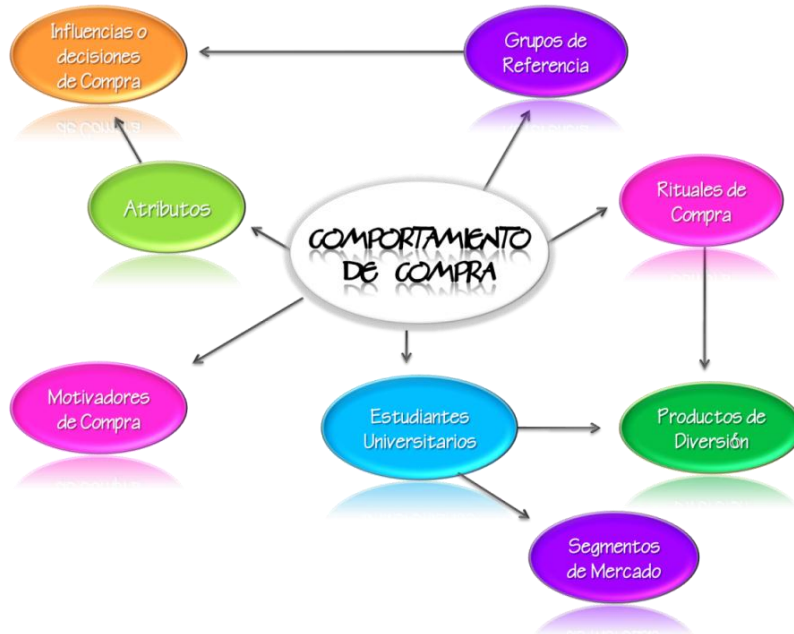 Influencias o
decisiones
de Compra
Grupos de
Referencia
Atributos
Rituales de
Compra
COMPORTAMIENTO
DE COMPRA
Motivadores
de Compra
Estudiantes
Universitarios
Productos de
Diversión
Segmentos
de Mercado